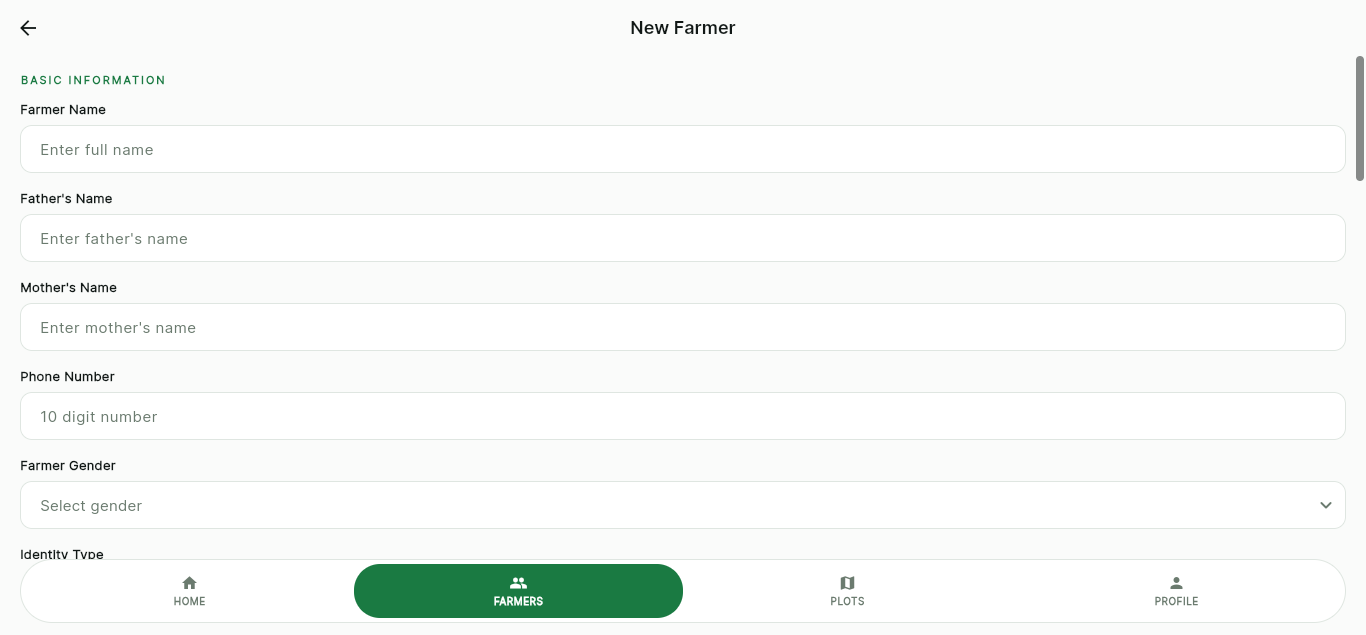 New Farmer
BASIC INFORMATION
Farmer Name
Enter full name
Father's Name
Enter father's name
Mother's Name
Enter mother's name
Phone Number
10 digit number
Farmer Gender
Select gender
Identity Type
HOME
FARMERS
PLOTS
PROFILE